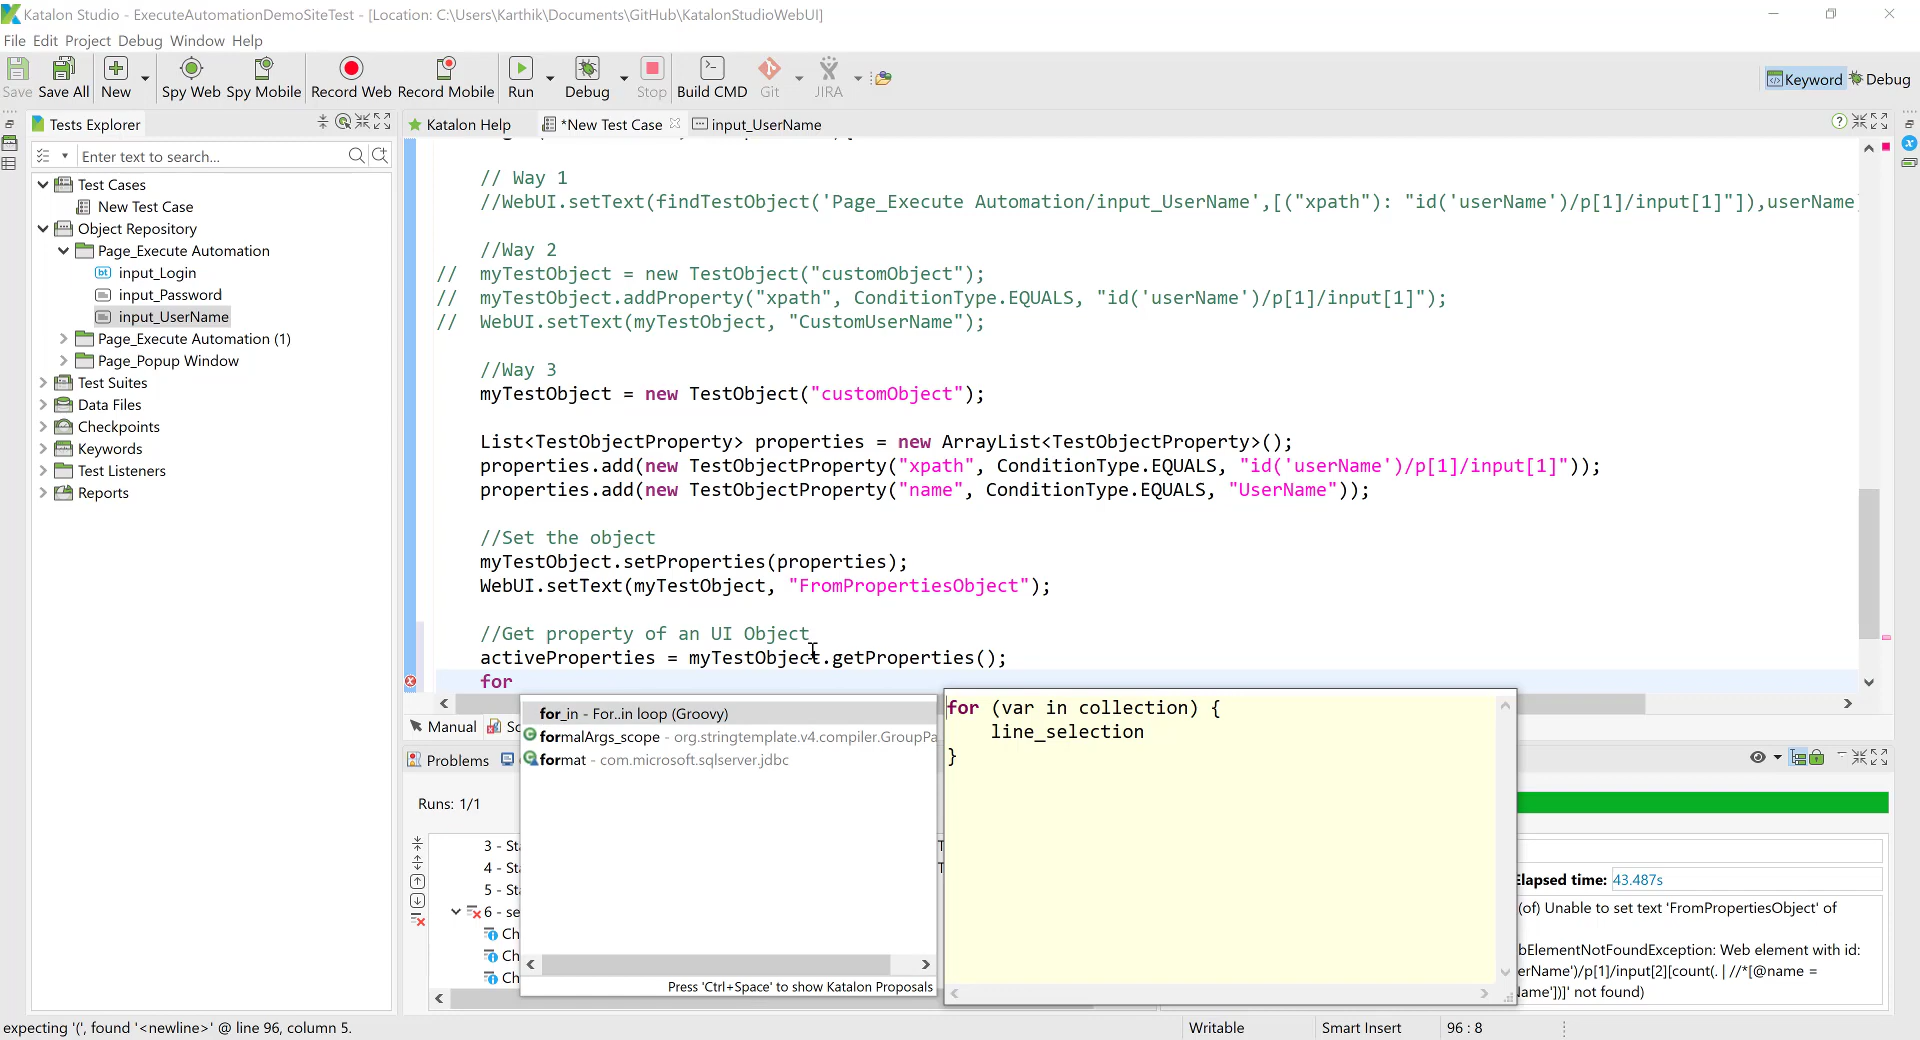 Katalon Studio - ExecuteAutomationDemoSiteTest - [Location: C:\Users\Karthik\Documents\GitHub\KatalonStudioWebUI]
File Edit Project Debug Window Help
Save Save All New Spy Web Spy Mobile Record Web Record Mobile Run Debug Stop Build CMD Git JIRA Keyword Debug
Tests Explorer
Katalon Help *New Test Case input_UserName
Enter text to search...
Test Cases
New Test Case
Object Repository
Page_Execute Automation
input_Login
input_Password
input_UserName
Page_Execute Automation (1)
Page_Popup Window
Test Suites
Data Files
Checkpoints
Keywords
Test Listeners
Reports
// Way 1
//WebUI.setText(findTestObject('Page_Execute Automation/input_UserName',[("xpath"): "id('userName')/p[1]/input[1]"]),userName
//Way 2
// myTestObject = new TestObject("customObject");
// myTestObject.addProperty("xpath", ConditionType.EQUALS, "id('userName')/p[1]/input[1]");
// WebUI.setText(myTestObject, "CustomUserName");
//Way 3
myTestObject = new TestObject("customObject");
List<TestObjectProperty> properties = new ArrayList<TestObjectProperty>();
properties.add(new TestObjectProperty("xpath", ConditionType.EQUALS, "id('userName')/p[1]/input[1]"));
properties.add(new TestObjectProperty("name", ConditionType.EQUALS, "UserName"));
//Set the object
myTestObject.setProperties(properties);
WebUI.setText(myTestObject, "FromPropertiesObject");
//Get property of an UI Object
activeProperties = myTestObject.getProperties();
for
for_in - For..in loop (Groovy)
formalArgs_scope - org.stringtemplate.v4.compiler.GroupPa
format - com.microsoft.sqlserver.jdbc
Press 'Ctrl+Space' to show Katalon Proposals
for (var in collection) {
line_selection
}
Manual Sc
Problems
Runs: 1/1
3 - Sta
4 - Sta
5 - Sta
6 - se
Ch
Ch
Ch
Elapsed time: 43.487s
(of) Unable to set text 'FromPropertiesObject' of
bElementNotFoundException: Web element with id:
erName')/p[1]/input[2][count(. | //*[@name =
Name'])]' not found)
expecting '(', found '<newline>' @ line 96, column 5.
Writable Smart Insert 96 : 8